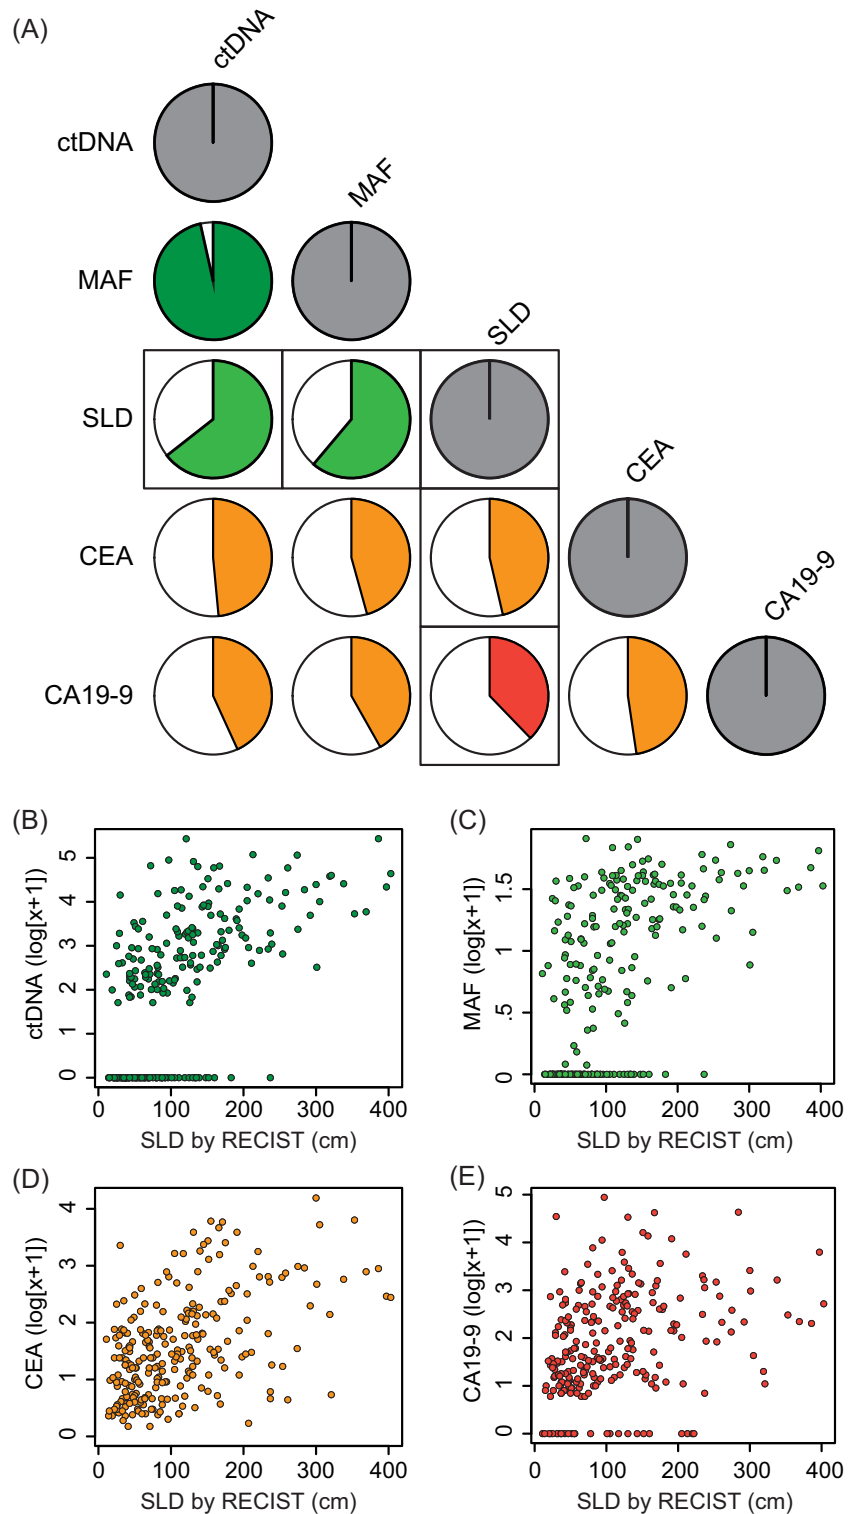 (A)
ctDNA
ctDNA
MAF
MAF
SLD
SLD
CEA
CEA
CA19-9
CA19-9
(B)
ctDNA (log[x+1])
5
4
3
2
1
0
0 100 200 300 400
SLD by RECIST (cm)
(C)
MAF (log[x+1])
1.5
1
.5
0
0 100 200 300 400
SLD by RECIST (cm)
(D)
CEA (log[x+1])
4
3
2
1
0
0 100 200 300 400
SLD by RECIST (cm)
(E)
CA19-9 (log[x+1])
5
4
3
2
1
0
0 100 200 300 400
SLD by RECIST (cm)